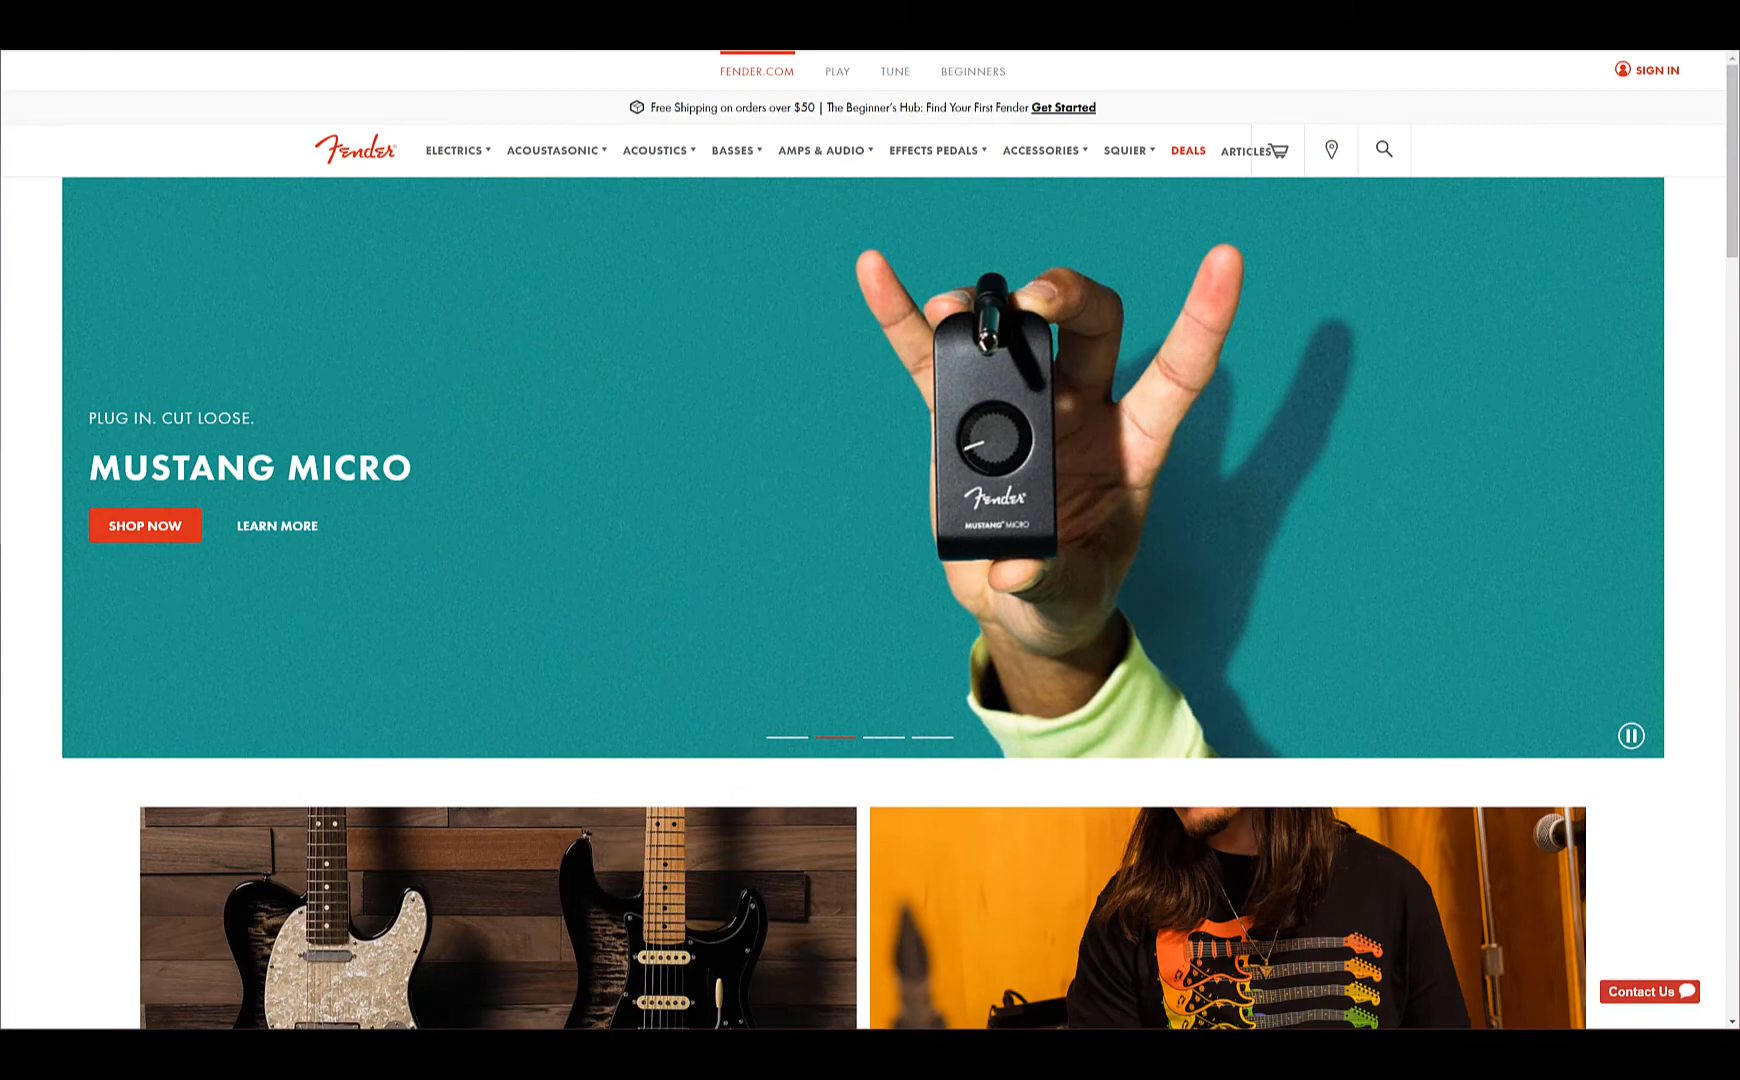 FENDER.COM PLAY TUNE BEGINNERS
SIGN IN
Free Shipping on orders over $50 | The Beginner's Hub: Find Your First Fender Get Started
Fender
ELECTRICS ACOUSTASONIC ACOUSTICS BASSES AMPS & AUDIO EFFECTS PEDALS ACCESSORIES SQUIER DEALS ARTICLES
PLUG IN. CUT LOOSE.
MUSTANG MICRO
SHOP NOW LEARN MORE
Fender
MUSTANG MICRO
Contact Us